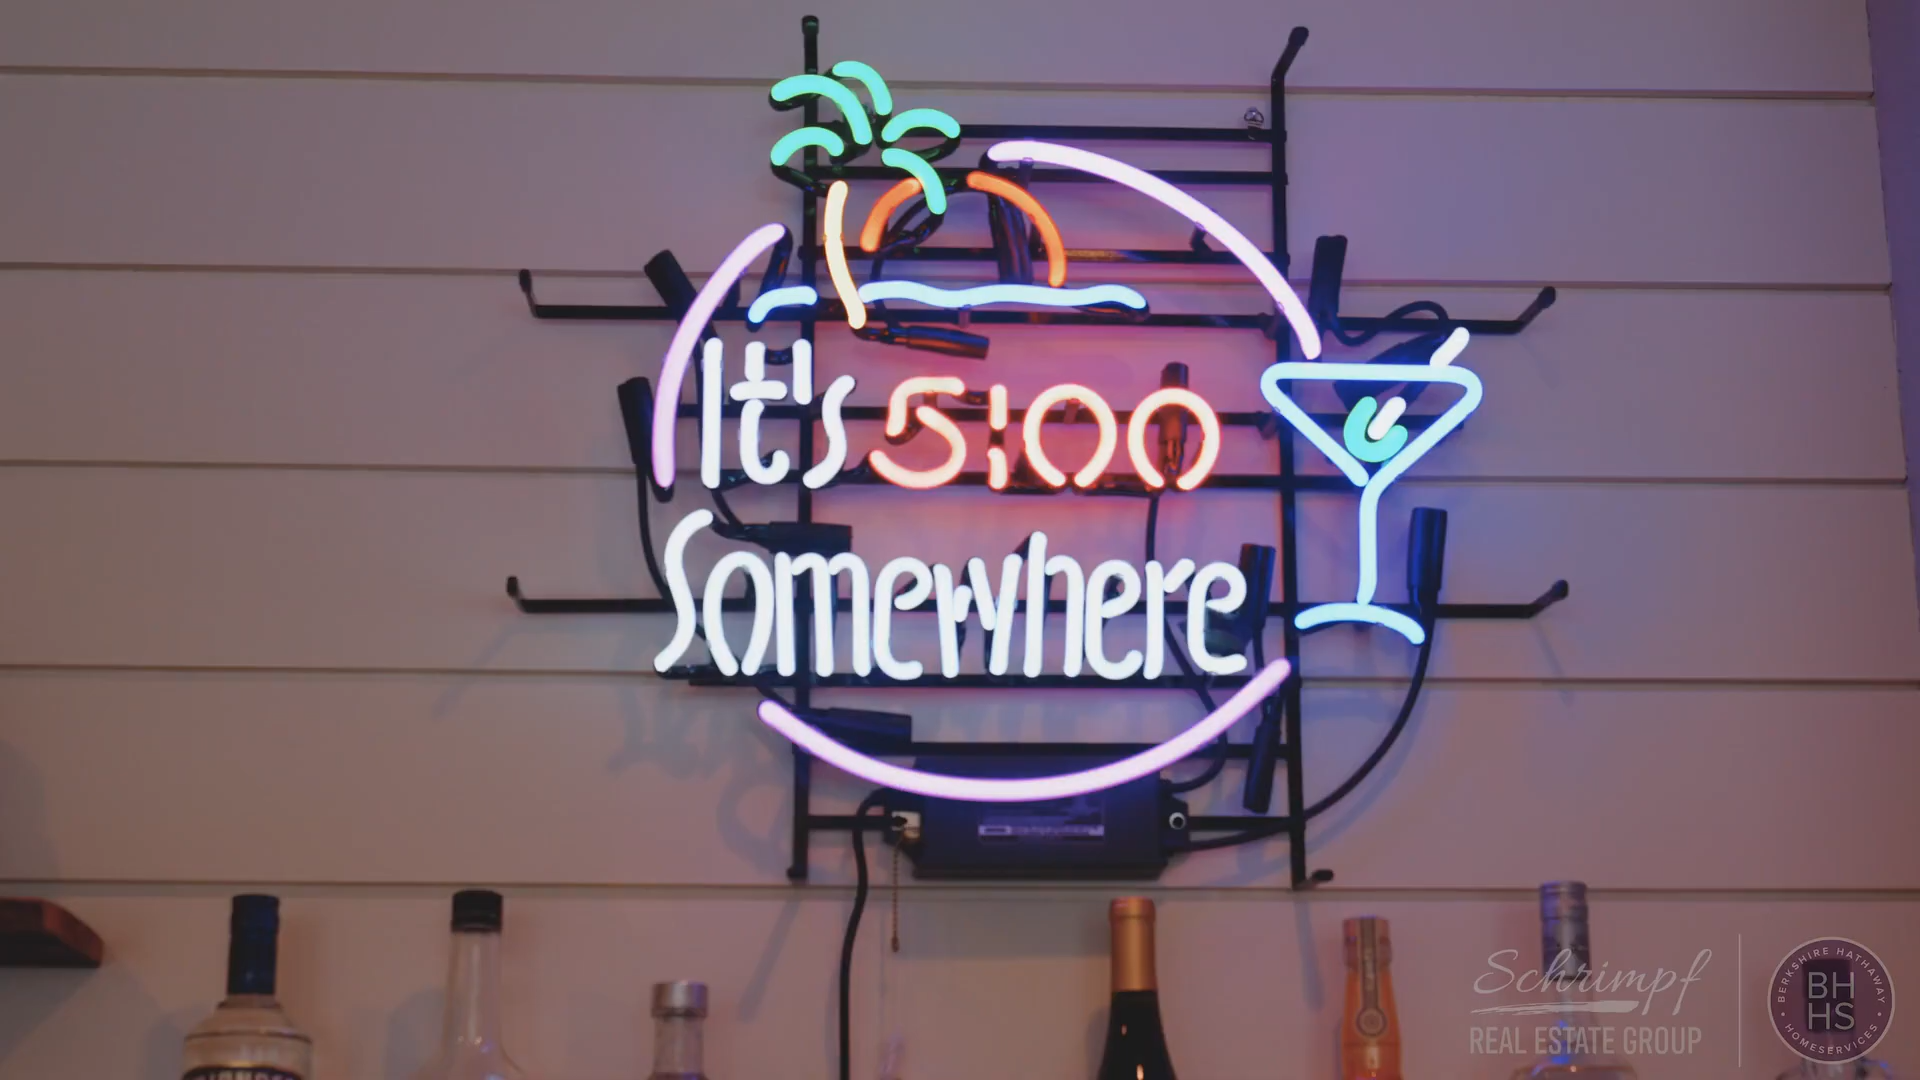 It's 5:00
Somewhere
Schrimpf
REAL ESTATE GROUP
BERKSHIRE HATHAWAY
BH
HS
HOMESERVICES